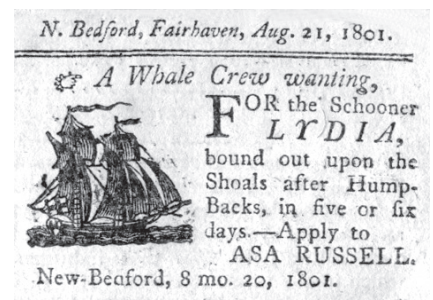 N. Bedford, Fairhaven, Aug. 21, 1801.
A Whale Crew wanting,
FOR the Schooner
LYDIA,
bound out upon the
Shoals after Hump-
Backs, in five or six
days.—Apply to
ASA RUSSELL.
New-Bedford, 8 mo. 20, 1801.